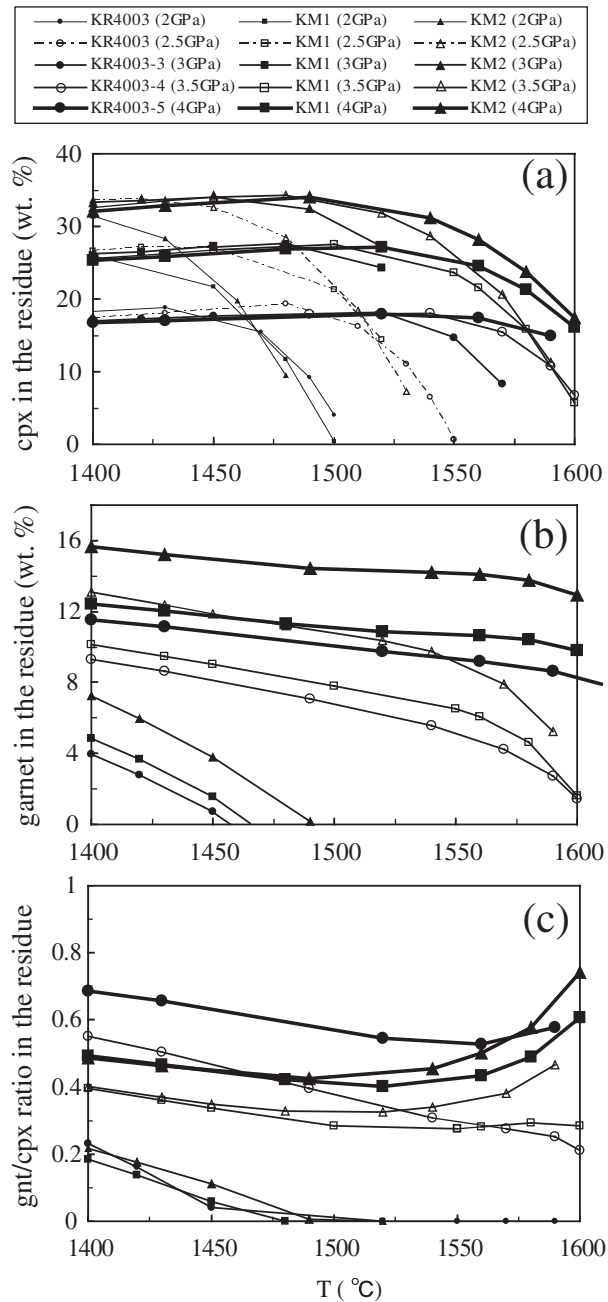 KR4003 (2GPa) KM1 (2GPa) KM2 (2GPa)
KR4003 (2.5GPa) KM1 (2.5GPa) KM2 (2.5GPa)
KR4003-3 (3GPa) KM1 (3GPa) KM2 (3GPa)
KR4003-4 (3.5GPa) KM1 (3.5GPa) KM2 (3.5GPa)
KR4003-5 (4GPa) KM1 (4GPa) KM2 (4GPa)
(a)
cpx in the residue (wt. %)
40
30
20
10
0
1400 1450 1500 1550 1600
(b)
garnet in the residue (wt. %)
16
12
8
4
0
1400 1450 1500 1550 1600
(c)
gnt/cpx ratio in the residue
1
0.8
0.6
0.4
0.2
0
1400 1450 1500 1550 1600
T ( °C)